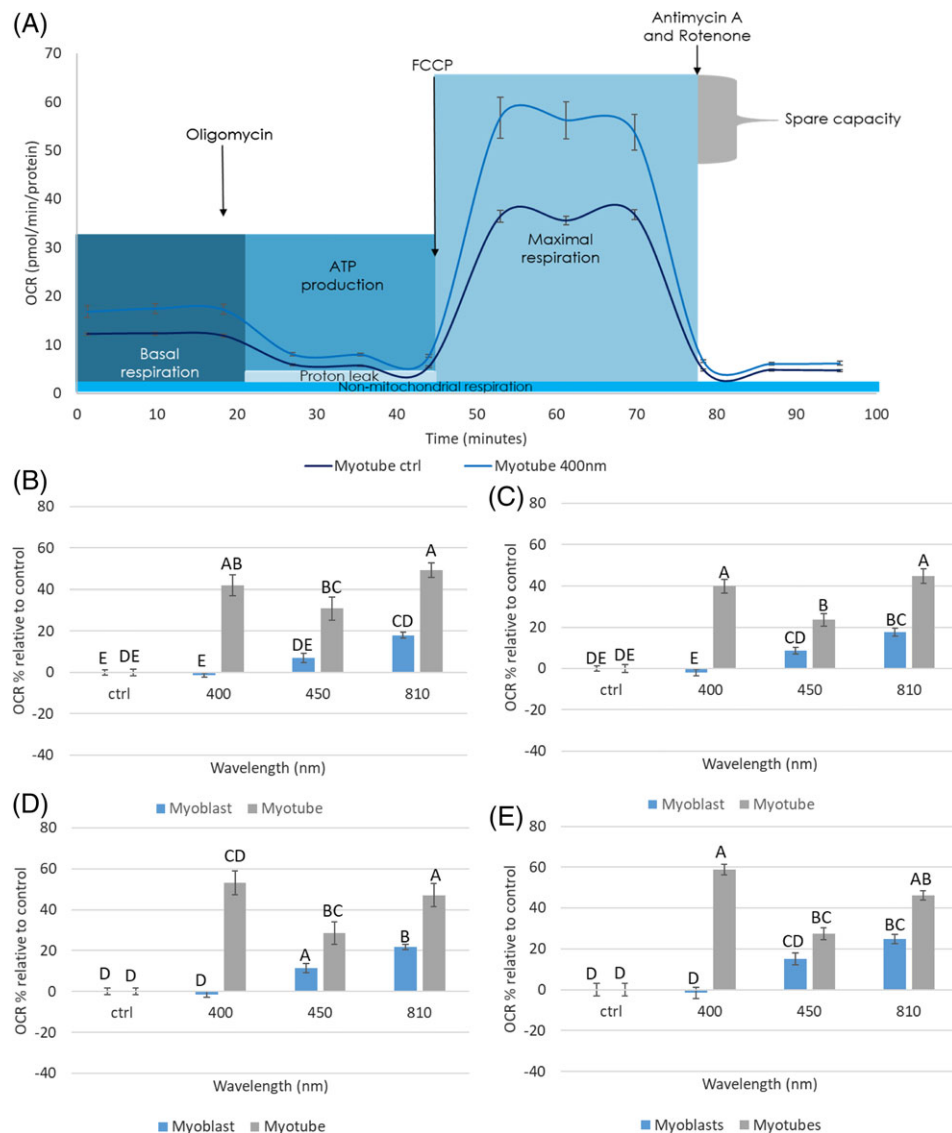 (A)
Antimycin A
and Rotenone
FCCP
Oligomycin
Spare capacity
70
60
50
40
30
20
10
0
OCR (pmol/min/protein)
ATP
production
Maximal
respiration
Basal
respiration
Proton leak
Non-mitochondrial respiration
0 10 20 30 40 50 60 70 80 90 100
Time (minutes)
Myotube ctrl Myotube 400nm
(B)
80
60
40
20
0
-20
-40
OCR % relative to control
E DE E AB DE BC CD A
ctrl 400 450 810
Wavelength (nm)
Myoblast Myotube
(C)
80
60
40
20
0
-20
-40
OCR % relative to control
DE DE E A CD B BC A
ctrl 400 450 810
Wavelength (nm)
Myoblast Myotube
(D)
80
60
40
20
0
-20
-40
OCR % relative to control
D D D CD A BC B A
ctrl 400 450 810
Wavelength (nm)
Myoblast Myotube
(E)
80
60
40
20
0
-20
-40
OCR % relative to control
D D D A CD BC BC AB
ctrl 400 450 810
Wavelength (nm)
Myoblasts Myotubes